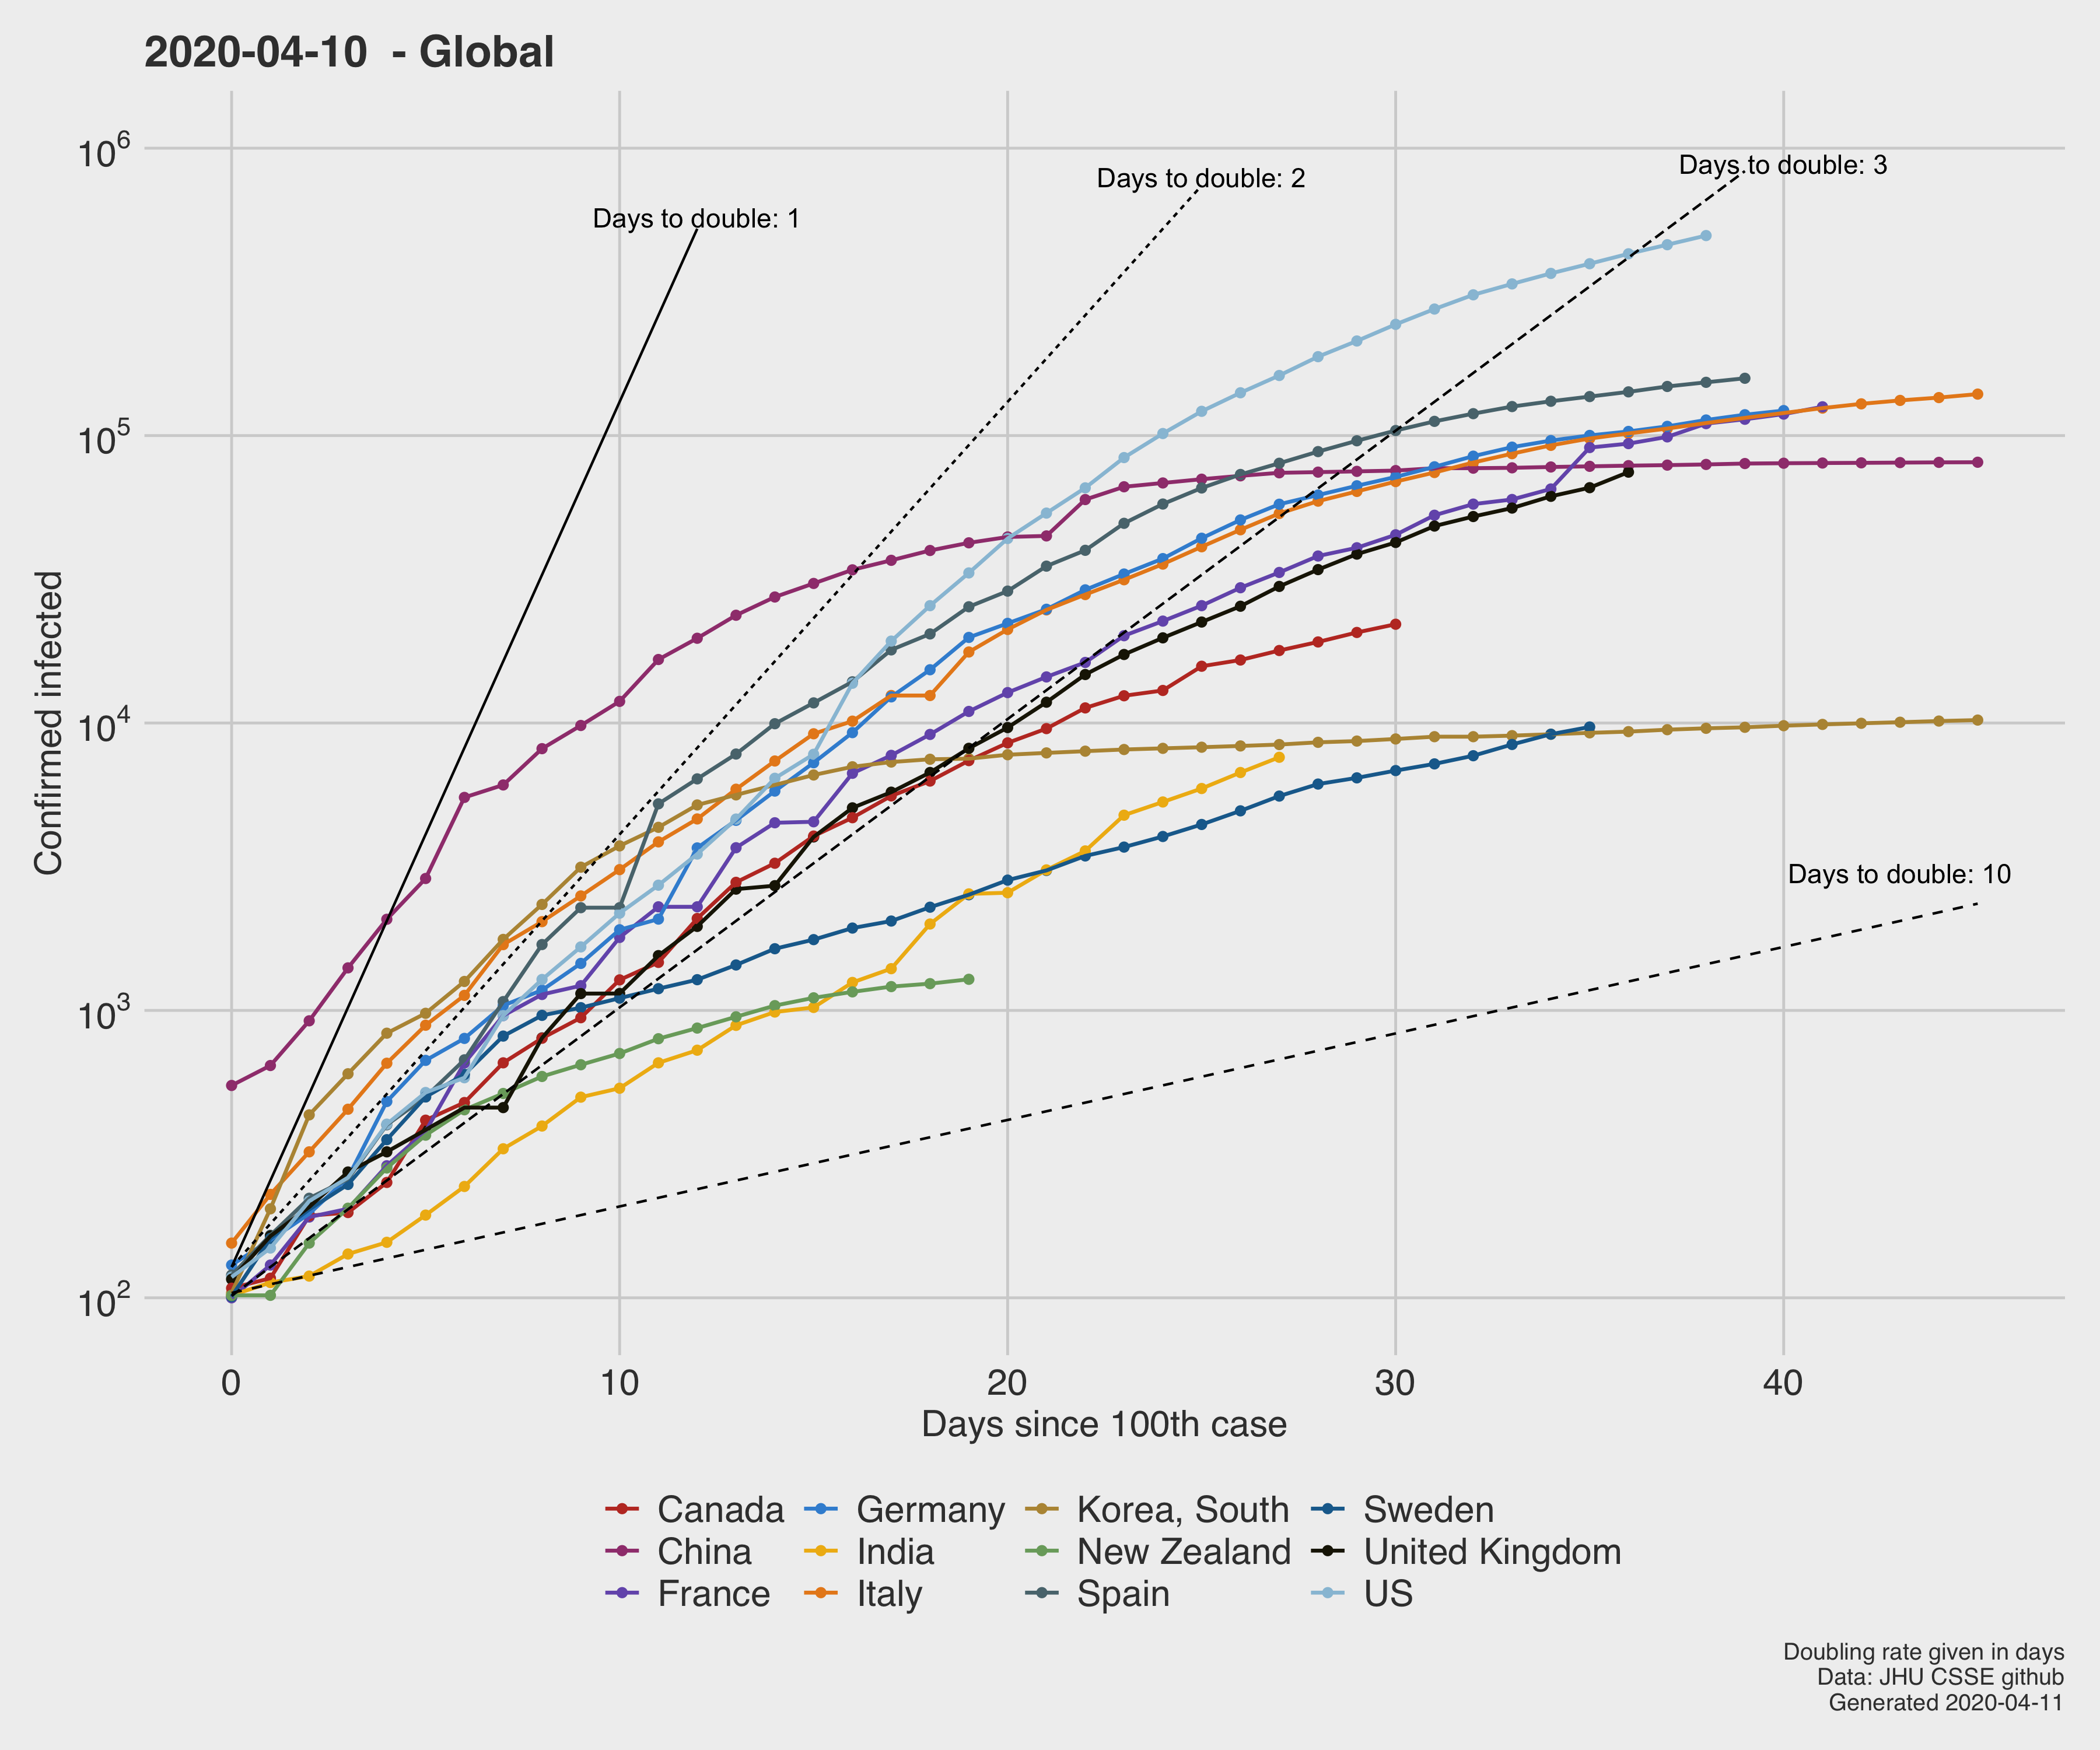 2020-04-10 - Global
10^6
10^5
10^4
10^3
10^2
Confirmed infected
Days to double: 1
Days to double: 2
Days to double: 3
Days to double: 10
0 10 20 30 40
Days since 100th case
Canada Germany Korea, South Sweden
China India New Zealand United Kingdom
France Italy Spain US
Doubling rate given in days
Data: JHU CSSE github
Generated 2020-04-11